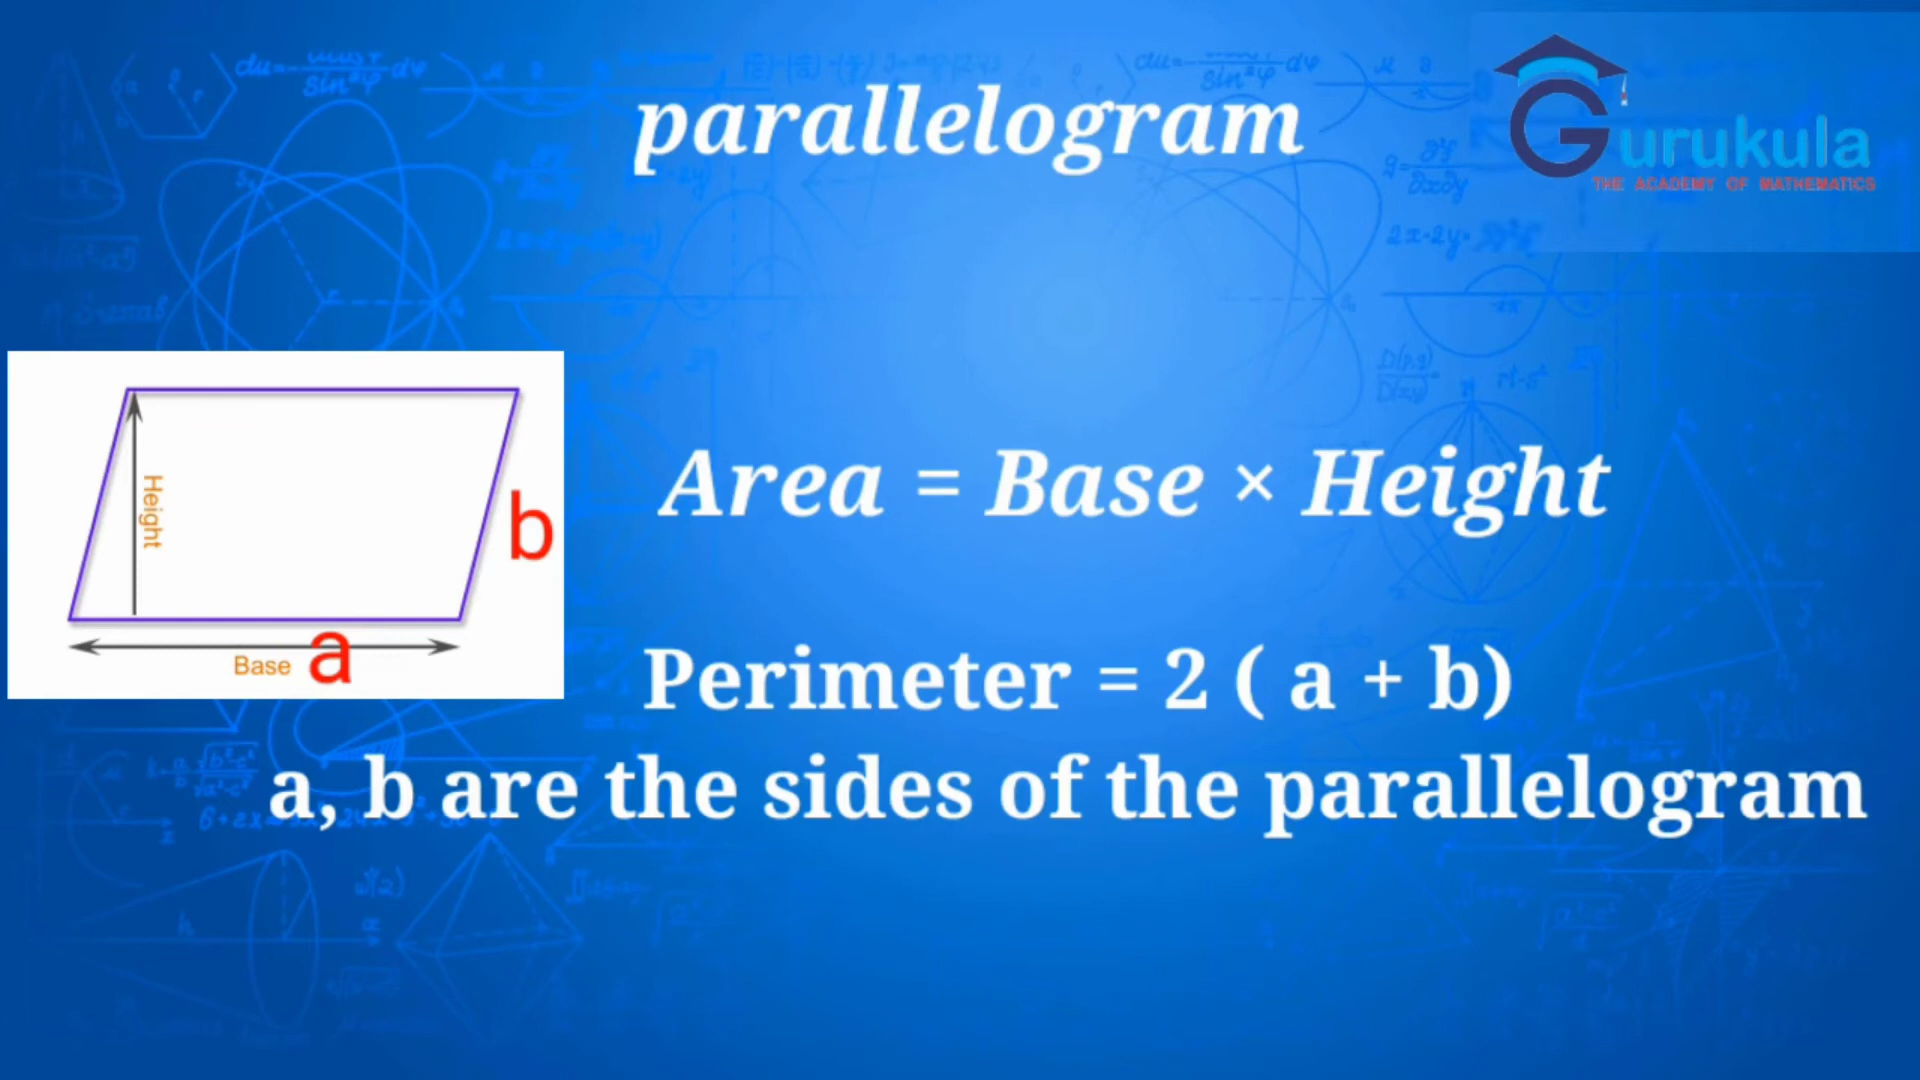 parallelogram
Gurukula
THE ACADEMY OF MATHEMATICS
Height
b
Base a
Area = Base × Height
Perimeter = 2 ( a + b)
a, b are the sides of the parallelogram